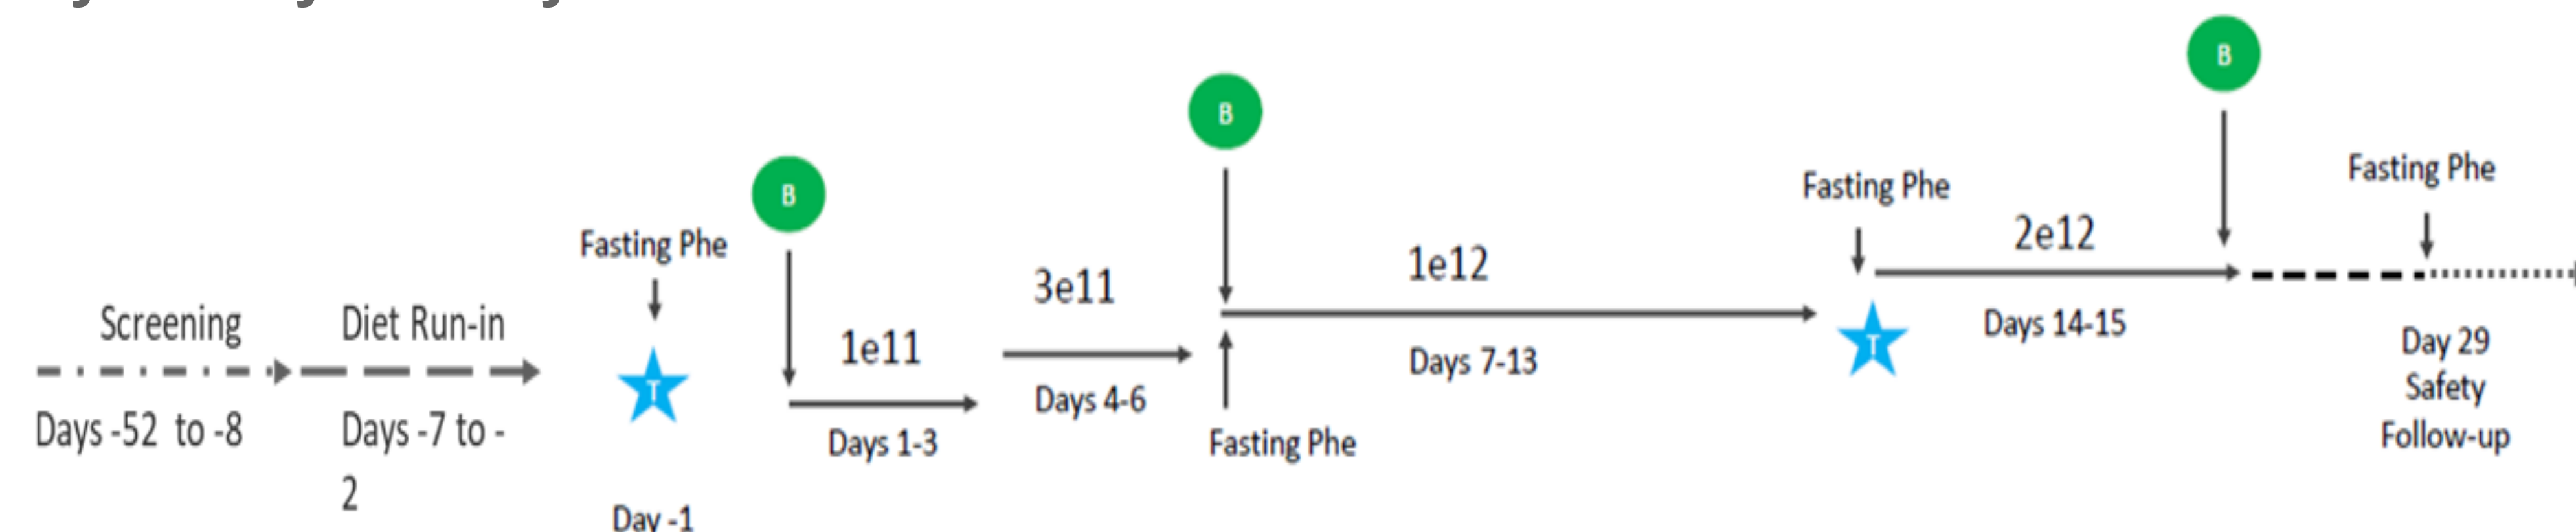 Screening
Days -52 to -8
Diet Run-in
Days -7 to -
2
Fasting Phe
T
Day -1
B
1e11
Days 1-3
3e11
Days 4-6
B
Fasting Phe
1e12
Days 7-13
Fasting Phe
T
2e12
Days 14-15
B
Fasting Phe
Day 29
Safety
Follow-up